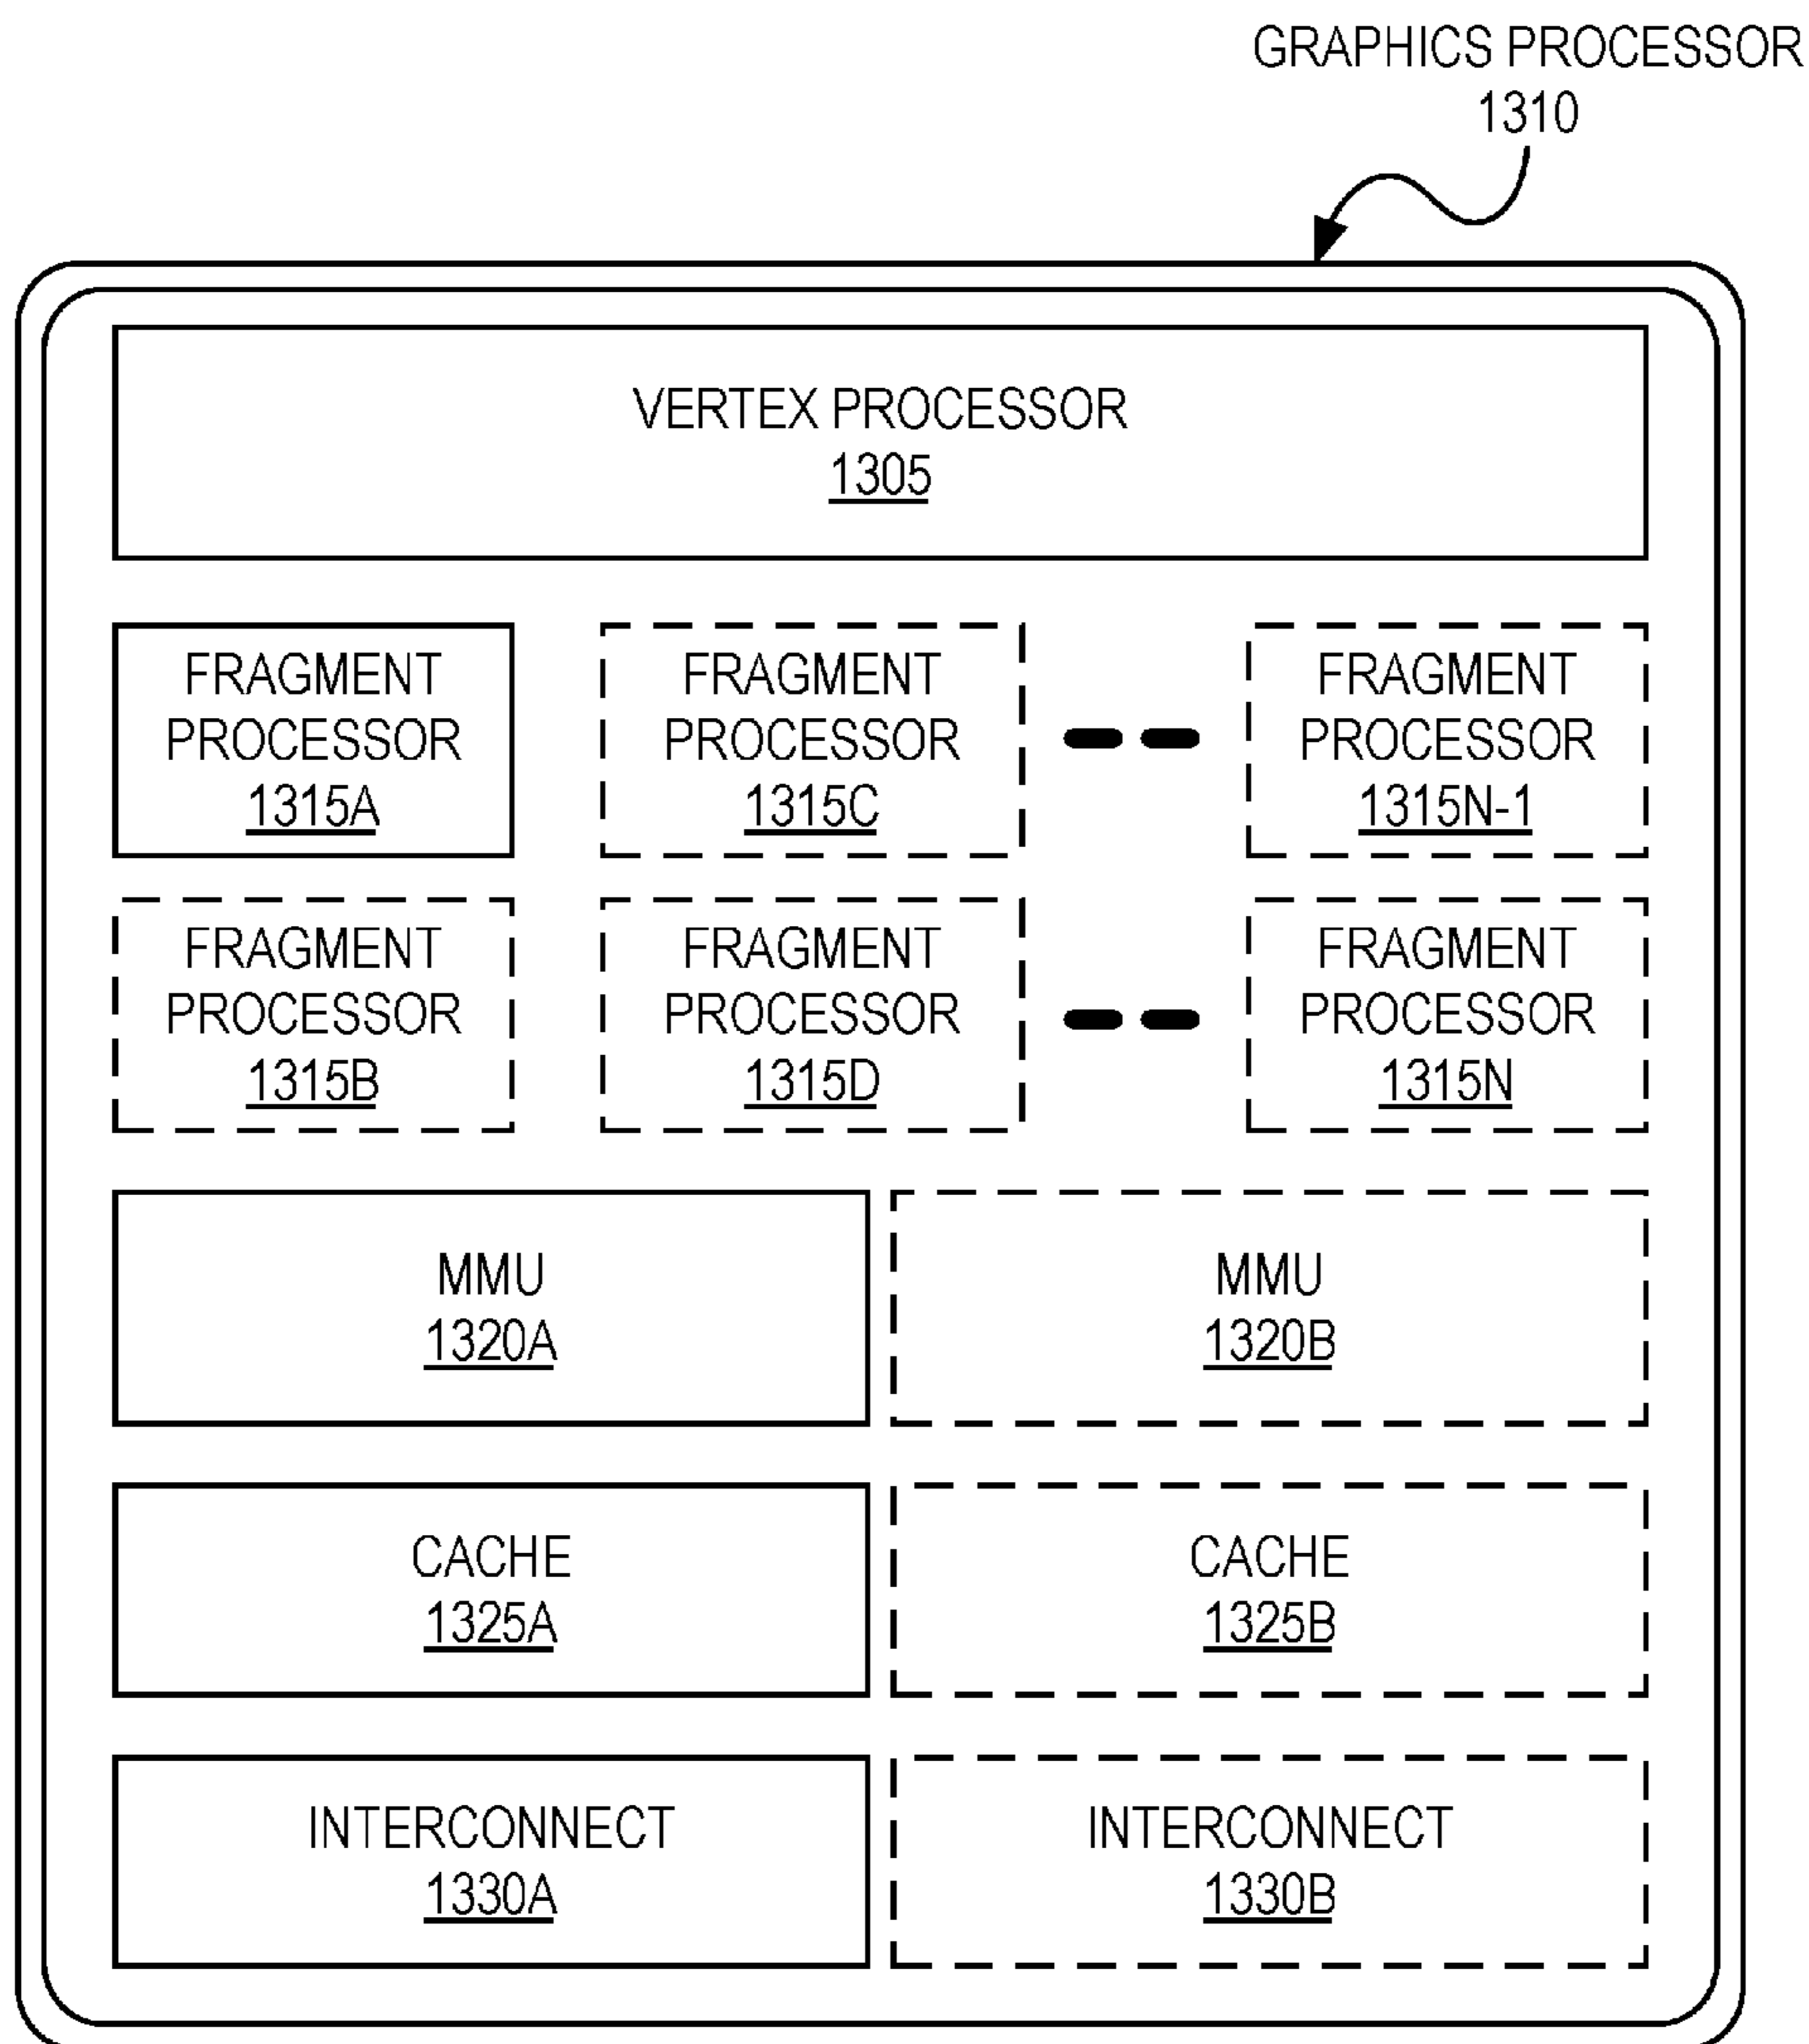 GRAPHICS PROCESSOR
1310
VERTEX PROCESSOR
1305
FRAGMENT
PROCESSOR
1315A
FRAGMENT
PROCESSOR
1315C
FRAGMENT
PROCESSOR
1315N-1
FRAGMENT
PROCESSOR
1315B
FRAGMENT
PROCESSOR
1315D
FRAGMENT
PROCESSOR
1315N
MMU
1320A
MMU
1320B
CACHE
1325A
CACHE
1325B
INTERCONNECT
1330A
INTERCONNECT
1330B